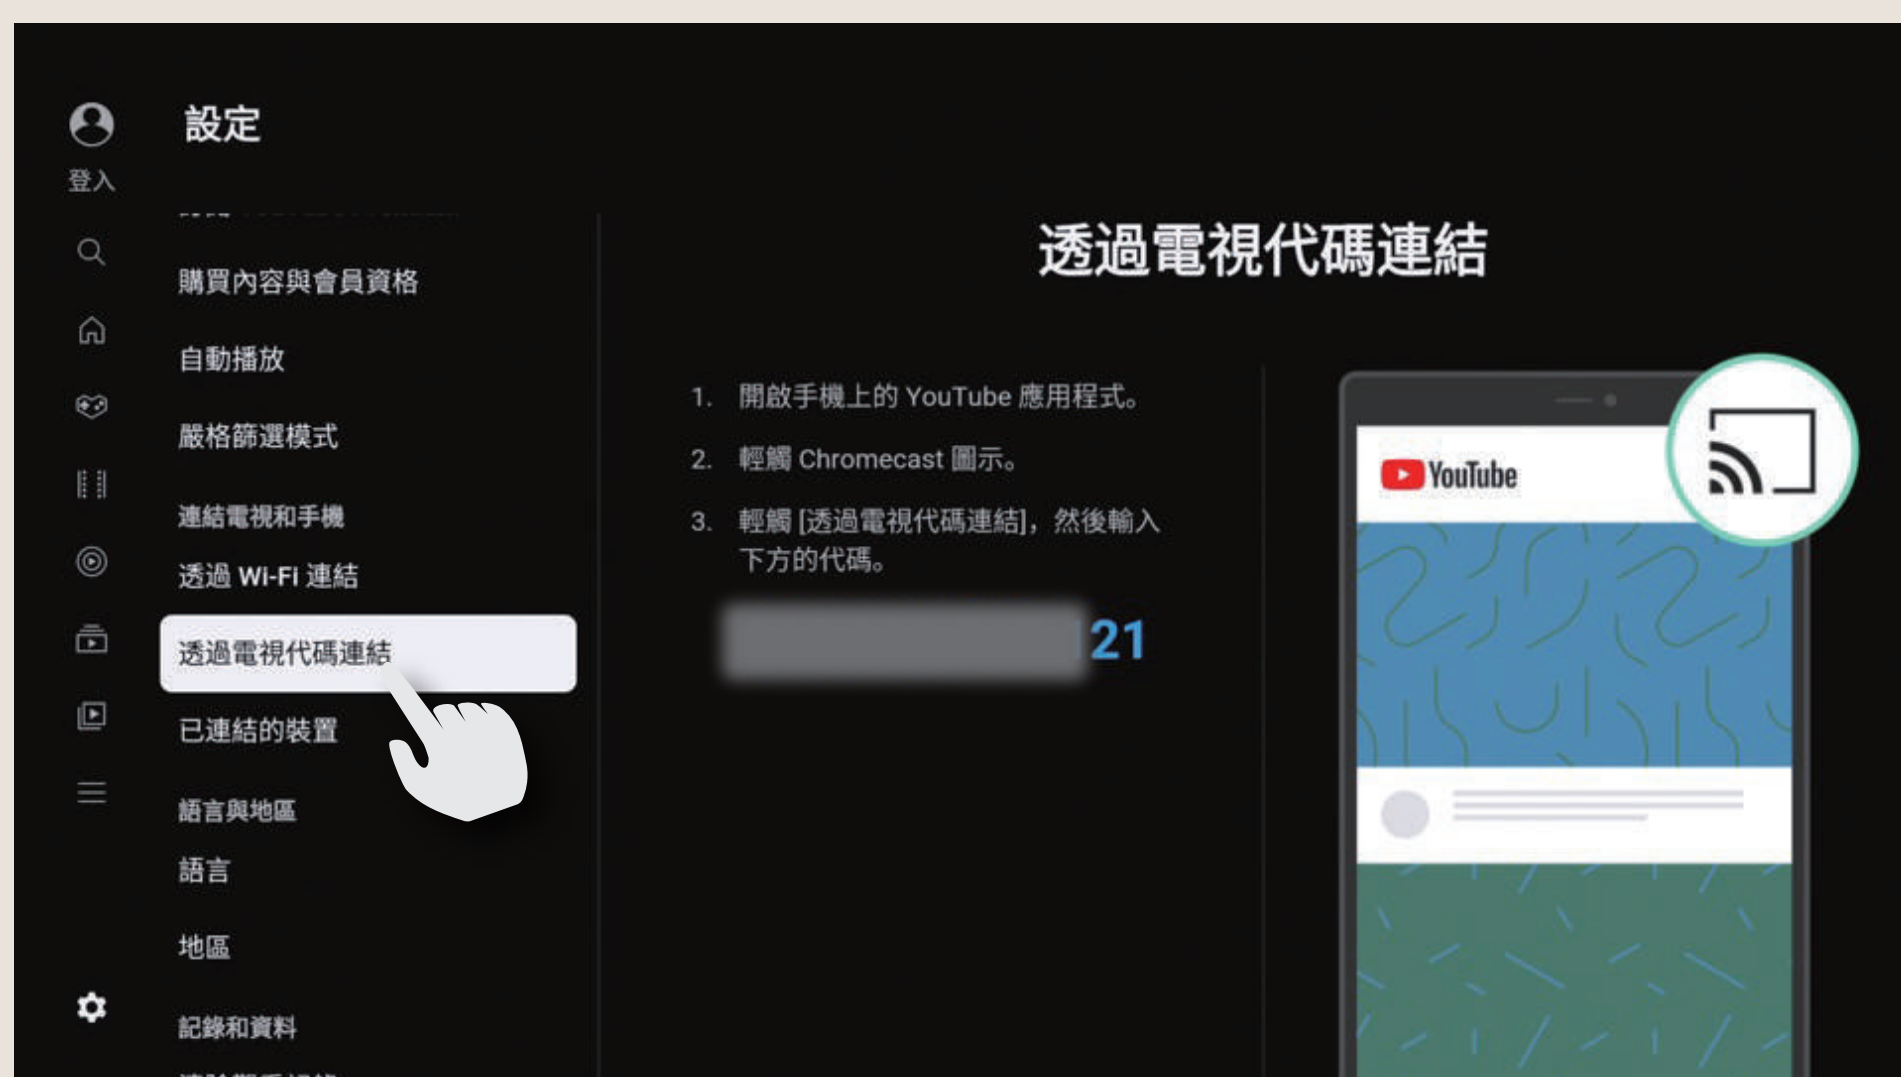 設定
登入
購買內容與會員資格
自動播放
嚴格篩選模式
連結電視和手機
透過 Wi-Fi 連結
透過電視代碼連結
已連結的裝置
語言與地區
語言
地區
記錄和資料
透過電視代碼連結
1. 開啟手機上的 YouTube 應用程式。
2. 輕觸 Chromecast 圖示。
3. 輕觸 [透過電視代碼連結]，然後輸入
下方的代碼。
21
YouTube